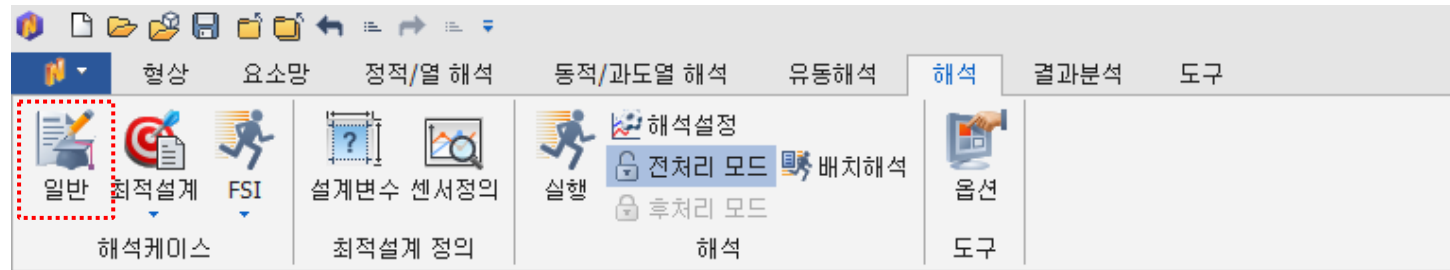 형상 요소망 정적/열 해석 동적/과도열 해석 유동해석 해석 결과분석 도구
일반 최적설계 FSI
해석케이스
설계변수 센서정의
최적설계 정의
실행
해석설정
전처리 모드
후처리 모드
배치해석
해석
옵션
도구